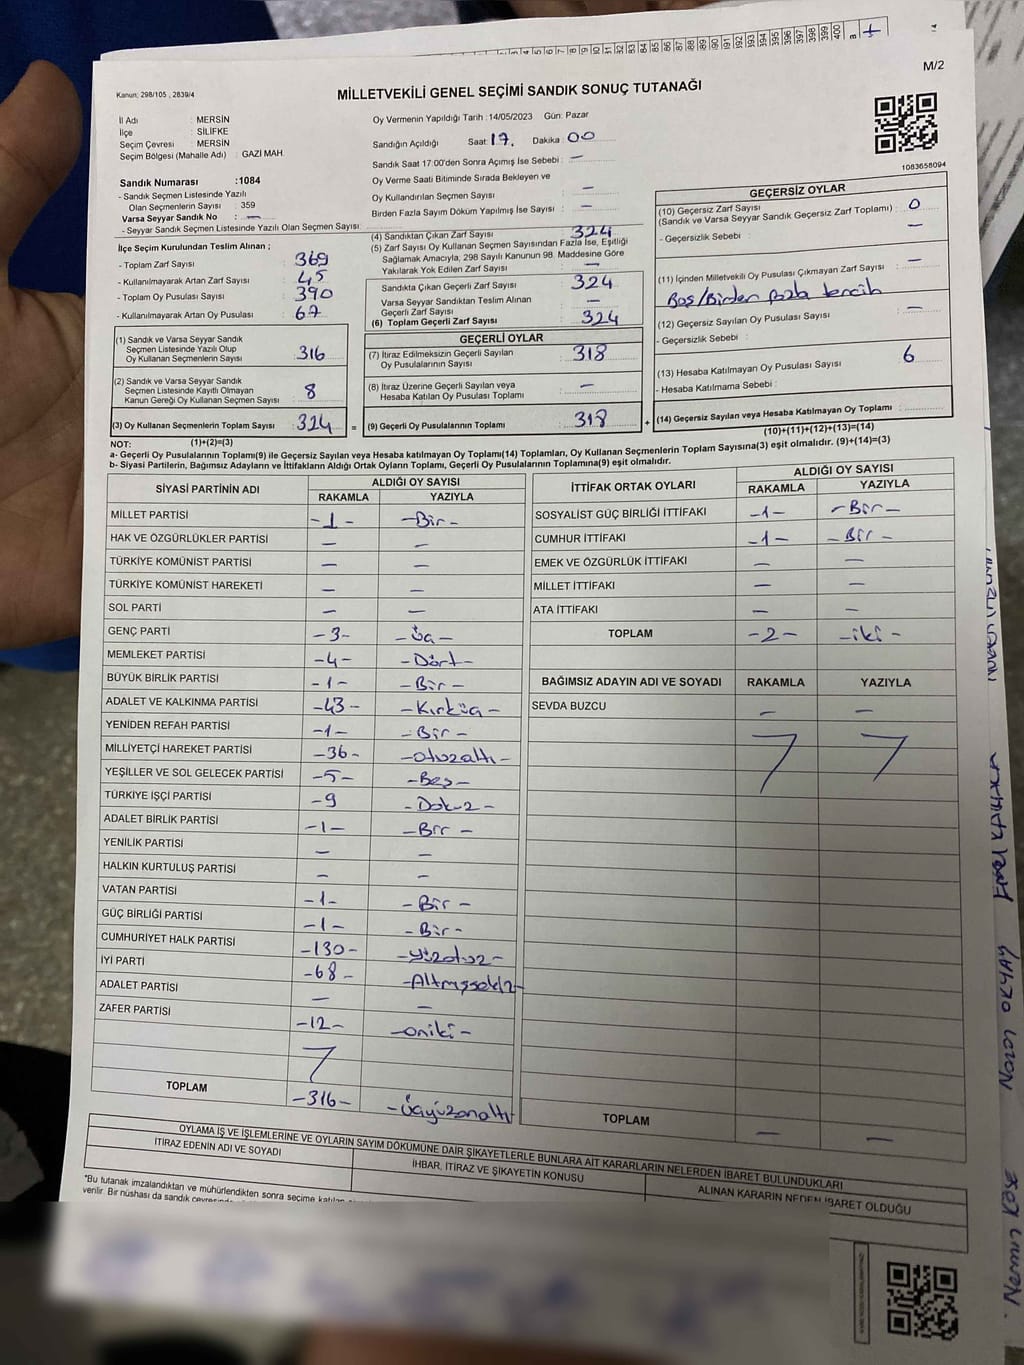 M/2
Kanun: 298/105 , 2839/4
MİLLETVEKİLİ GENEL SEÇİMİ SANDIK SONUÇ TUTANAĞI
İl Adı : MERSİN
İlçe : SİLİFKE
Seçim Çevresi : MERSİN
Seçim Bölgesi (Mahalle Adı) : GAZİ MAH.
Sandık Numarası :1084
- Sandık Seçmen Listesinde Yazılı
Olan Seçmenlerin Sayısı : 359
Varsa Seyyar Sandık No : —
- Seyyar Sandık Seçmen Listesinde Yazılı Olan Seçmen Sayısı:
Oy Vermenin Yapıldığı Tarih :14/05/2023 Gün: Pazar
Sandığın Açıldığı Saat: 17. Dakika : 00
Sandık Saat 17:00'den Sonra Açımış İse Sebebi : —
Oy Verme Saati Bitiminde Sırada Bekleyen ve
Oy Kullandırılan Seçmen Sayısı : —
Birden Fazla Sayım Döküm Yapılmış İse Sayısı : —
1083658094
İlçe Seçim Kurulundan Teslim Alınan ;
- Toplam Zarf Sayısı : 369
- Kullanılmayarak Artan Zarf Sayısı : 45
- Toplam Oy Pusulası Sayısı : 390
- Kullanılmayarak Artan Oy Pusulası : 67
(4) Sandıktan Çıkan Zarf Sayısı : 324
(5) Zarf Sayısı Oy Kullanan Seçmen Sayısından Fazla İse, Eşitliği
Sağlamak Amacıyla, 298 Sayılı Kanunun 98. Maddesine Göre
Yakılarak Yok Edilen Zarf Sayısı : —
Sandıkta Çıkan Geçerli Zarf Sayısı : 324
Varsa Seyyar Sandıktan Teslim Alınan
Geçerli Zarf Sayısı : —
(6) Toplam Geçerli Zarf Sayısı : 324
GEÇERSİZ OYLAR
(10) Geçersiz Zarf Sayısı : 0
(Sandık ve Varsa Seyyar Sandık Geçersiz Zarf Toplamı)
- Geçersizlik Sebebi : —
(11) İçinden Milletvekili Oy Pusulası Çıkmayan Zarf Sayısı : —
Boş/Birden fazla tercih
(12) Geçersiz Sayılan Oy Pusulası Sayısı : —
- Geçersizlik Sebebi :
(13) Hesaba Katılmayan Oy Pusulası Sayısı : 6
- Hesaba Katılmama Sebebi :
(14) Geçersiz Sayılan veya Hesaba Katılmayan Oy Toplamı :
(10)+(11)+(12)+(13)=(14)
(1) Sandık ve Varsa Seyyar Sandık
Seçmen Listesinde Yazılı Olup
Oy Kullanan Seçmenlerin Sayısı : 316
(2) Sandık ve Varsa Seyyar Sandık
Seçmen Listesinde Kayıtlı Olmayan
Kanun Gereği Oy Kullanan Seçmen Sayısı : 8
(3) Oy Kullanan Seçmenlerin Toplam Sayısı : 324
(1)+(2)=(3)
GEÇERLİ OYLAR
(7) İtiraz Edilmeksizin Geçerli Sayılan
Oy Pusulalarının Sayısı : 318
(8) İtiraz Üzerine Geçerli Sayılan veya
Hesaba Katılan Oy Pusulası Toplamı : —
= (9) Geçerli Oy Pusulalarının Toplamı : 318 +
NOT:
a- Geçerli Oy Pusulaları Toplamı(9) ile Geçersiz Sayılan veya Hesaba katılmayan Oy Toplamı(14) Toplamları, Oy Kullanan Seçmenlerin Toplam Sayısına(3) eşit olmalıdır. (9)+(14)=(3)
b- Siyasi Partilerin, Bağımsız Adayların ve İttifakların Aldığı Ortak Oyların Toplamı, Geçerli Oy Pusulalarının Toplamına(9) eşit olmalıdır.
SİYASİ PARTİNİN ADI ALDIĞI OY SAYISI
RAKAMLA YAZIYLA
MİLLET PARTİSİ -1- -Bir-
HAK VE ÖZGÜRLÜKLER PARTİSİ — —
TÜRKİYE KOMÜNİST PARTİSİ — —
TÜRKİYE KOMÜNİST HAREKETİ — —
SOL PARTİ — —
GENÇ PARTİ -3- -Üç-
MEMLEKET PARTİSİ -4- -Dört-
BÜYÜK BİRLİK PARTİSİ -1- -Bir-
ADALET VE KALKINMA PARTİSİ -43- -Kırküç-
YENİDEN REFAH PARTİSİ -1- -Bir-
MİLLİYETÇİ HAREKET PARTİSİ -36- -otuzaltı-
YEŞİLLER VE SOL GELECEK PARTİSİ -5- -Beş-
TÜRKİYE İŞÇİ PARTİSİ -9 -Dokuz-
ADALET BİRLİK PARTİSİ -1- -Bir-
YENİLİK PARTİSİ — —
HALKIN KURTULUŞ PARTİSİ — —
VATAN PARTİSİ -1- -Bir-
GÜÇ BİRLİĞİ PARTİSİ -1- -Bir-
CUMHURİYET HALK PARTİSİ -130- -yüzotuz-
İYİ PARTİ -68- -Altmışsekiz-
ADALET PARTİSİ — —
ZAFER PARTİSİ -12- -oniki-
TOPLAM -316- -üçyüzonaltı
İTTİFAK ORTAK OYLARI ALDIĞI OY SAYISI
RAKAMLA YAZIYLA
SOSYALİST GÜÇ BİRLİĞİ İTTİFAKI -1- -Bir-
CUMHUR İTTİFAKI -1- -Bir-
EMEK VE ÖZGÜRLÜK İTTİFAKI — —
MİLLET İTTİFAKI — —
ATA İTTİFAKI — —
TOPLAM -2- -iki-
BAĞIMSIZ ADAYIN ADI VE SOYADI RAKAMLA YAZIYLA
SEVDA BUZCU — —
TOPLAM — —
OYLAMA İŞ VE İŞLEMLERİNE VE OYLARIN SAYIM DÖKÜMÜNE DAİR ŞİKAYETLERLE BUNLARA AİT KARARLARIN NELERDEN İBARET BULUNDUKLARI
İTİRAZ EDENİN ADI VE SOYADI İHBAR, İTİRAZ VE ŞİKAYETİN KONUSU ALINAN KARARIN NEDEN İBARET OLDUĞU
"Bu tutanak imzalandıktan ve mühürlendikten sonra seçime katılan
verilir. Bir nüshası da sandık çevresinde